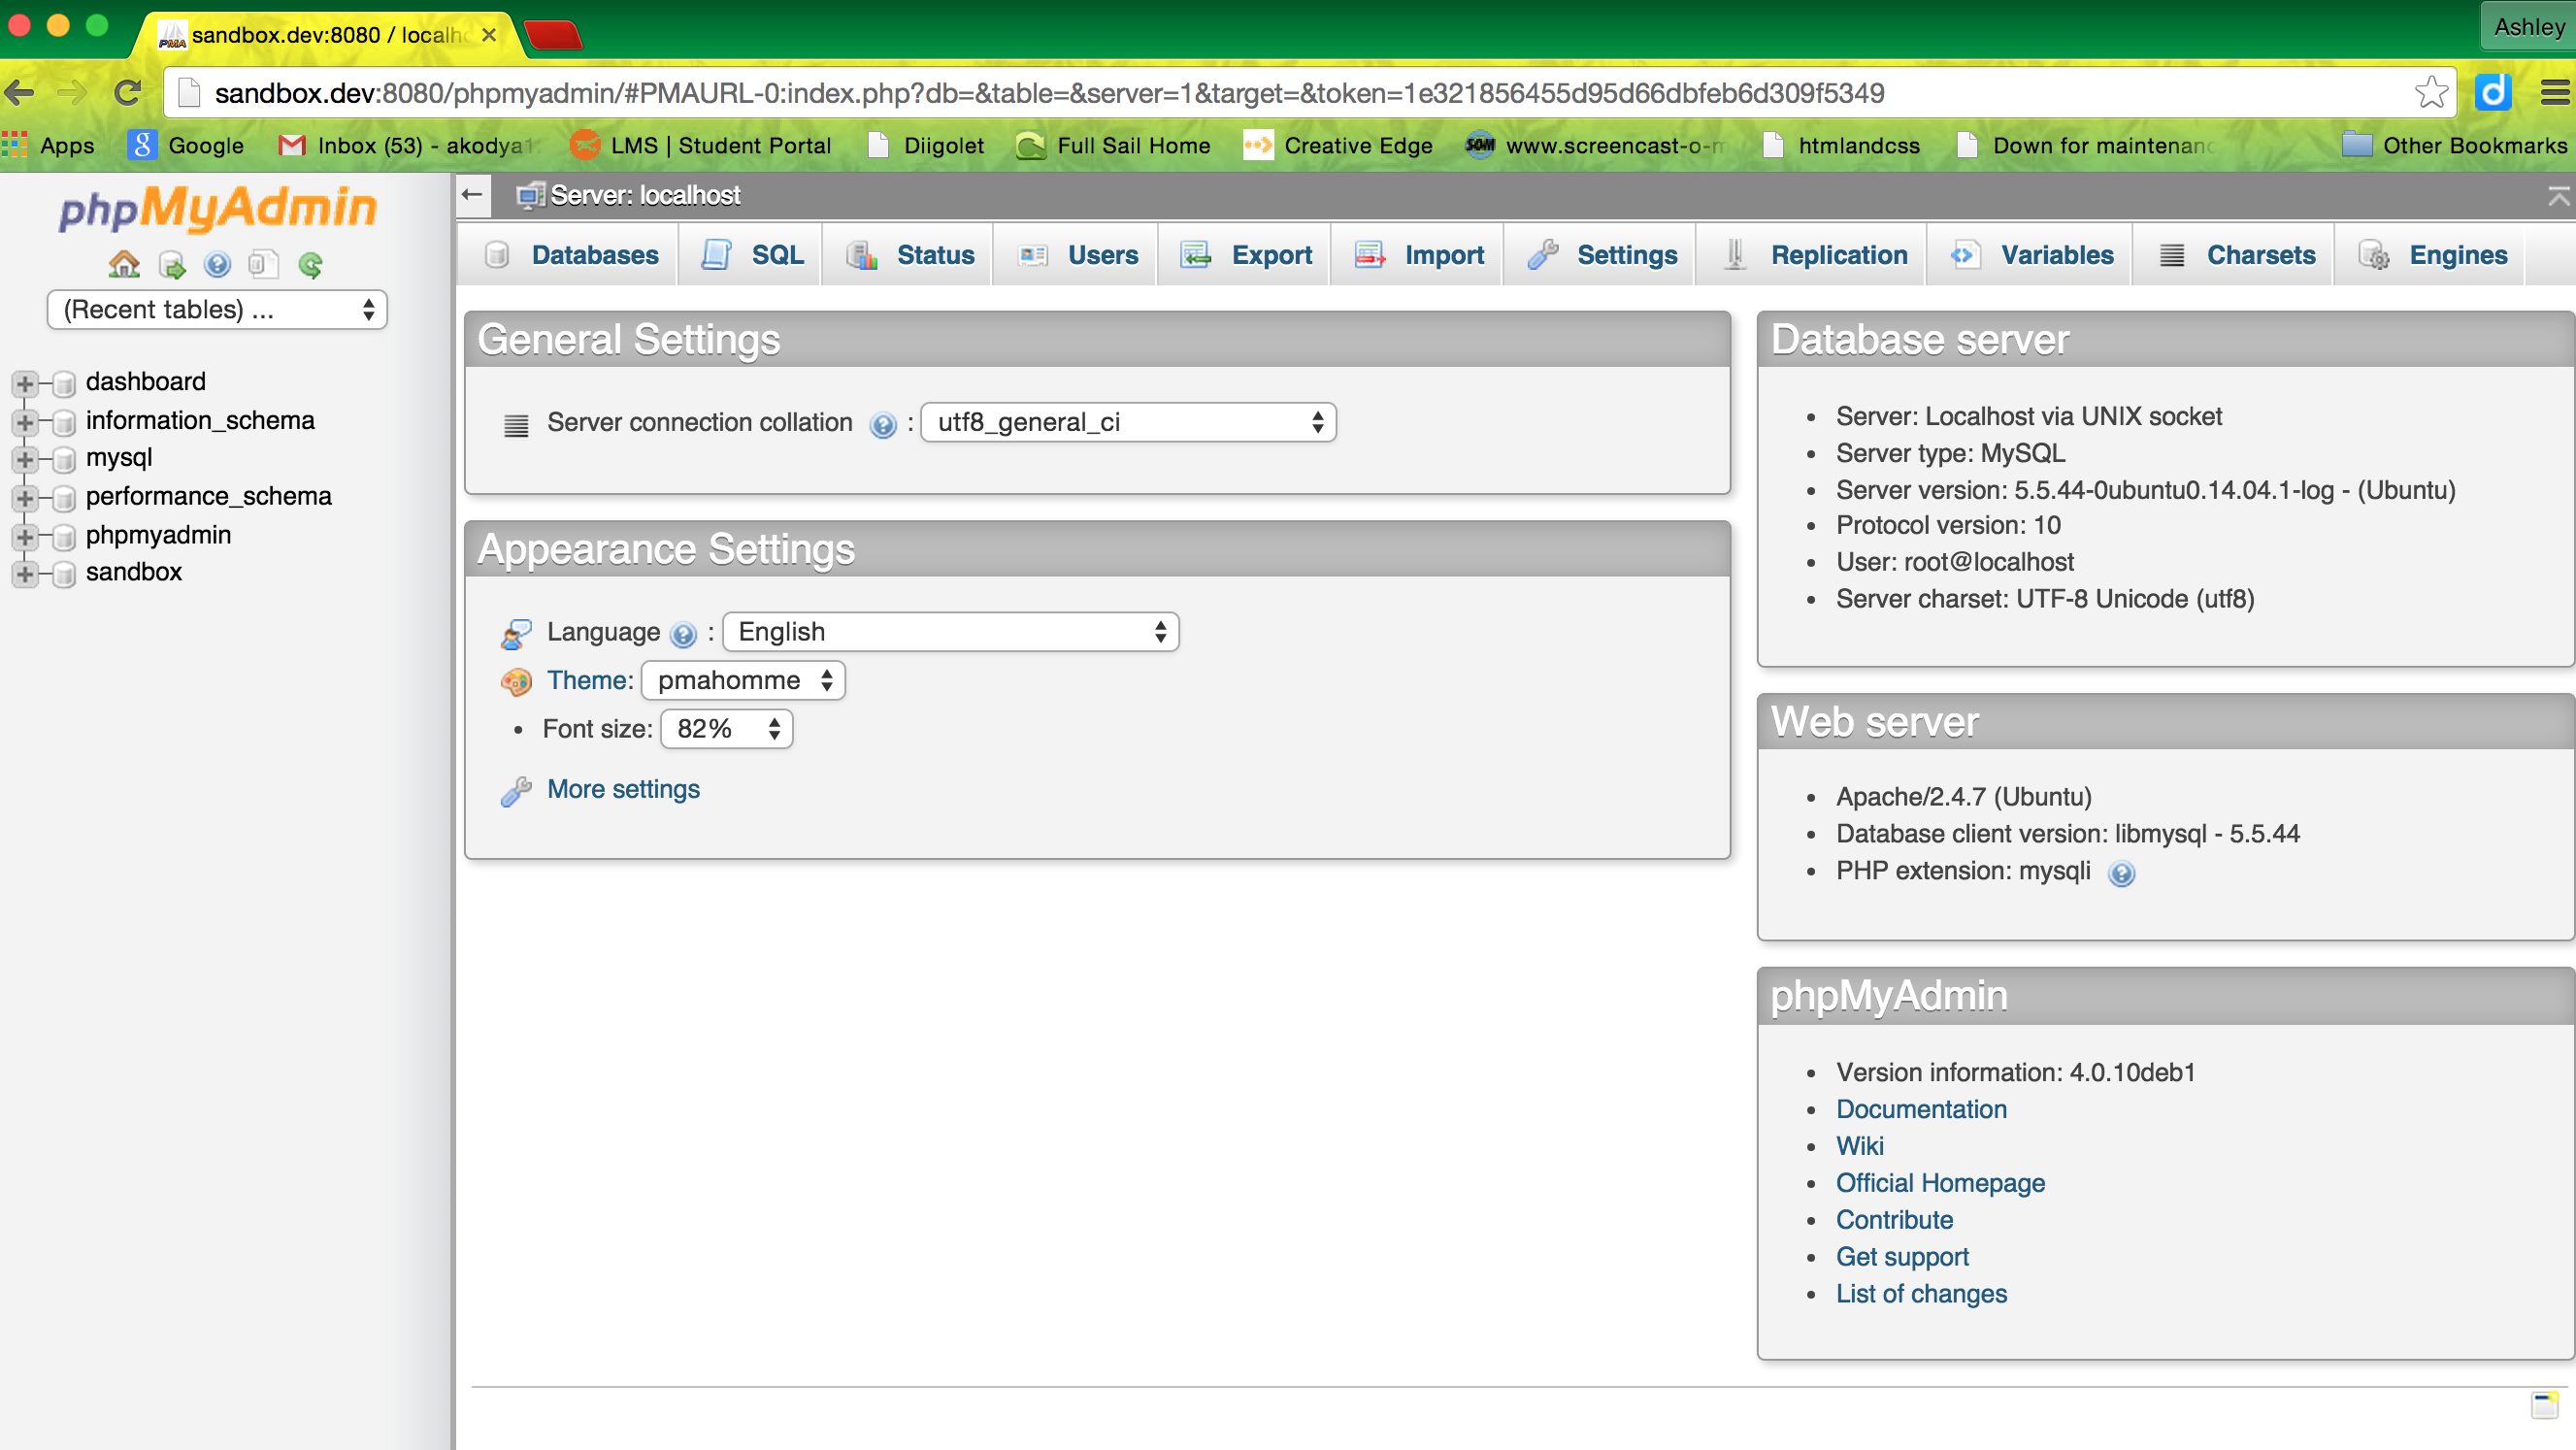 sandbox.dev:8080 / localh
Ashley
sandbox.dev:8080/phpmyadmin/#PMAURL-0:index.php?db=&table=&server=1&target=&token=1e321856455d95d66dbfeb6d309f5349
Apps Google Inbox (53) - akodya1 LMS | Student Portal Diigolet Full Sail Home Creative Edge www.screencast-o-m htmlandcss Down for maintenanc Other Bookmarks
phpMyAdmin
(Recent tables) ...
dashboard
information_schema
mysql
performance_schema
phpmyadmin
sandbox
Server: localhost
Databases SQL Status Users Export Import Settings Replication Variables Charsets Engines
General Settings
Server connection collation : utf8_general_ci
Appearance Settings
Language : English
Theme: pmahomme
• Font size: 82%
More settings
Database server
• Server: Localhost via UNIX socket
• Server type: MySQL
• Server version: 5.5.44-0ubuntu0.14.04.1-log - (Ubuntu)
• Protocol version: 10
• User: root@localhost
• Server charset: UTF-8 Unicode (utf8)
Web server
• Apache/2.4.7 (Ubuntu)
• Database client version: libmysql - 5.5.44
• PHP extension: mysqli
phpMyAdmin
• Version information: 4.0.10deb1
• Documentation
• Wiki
• Official Homepage
• Contribute
• Get support
• List of changes